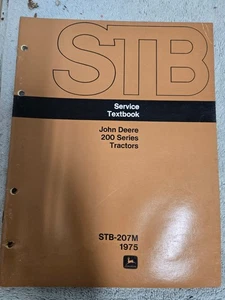 STB
Service
Textbook
John Deere
200 Series
Tractors
STB-207M
1975